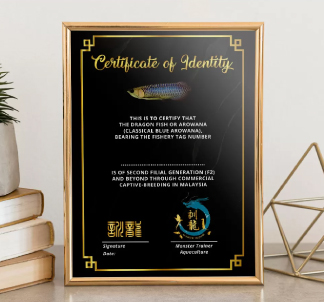 Certificate of Identity
THIS IS TO CERTIFY THAT
THE DRAGON FISH OR AROWANA
(CLASSICAL BLUE AROWANA),
BEARING THE FISHERY TAG NUMBER
................................
IS OF SECOND FILIAL GENERATION (F2)
AND BEYOND THROUGH COMMERCIAL
CAPTIVE-BREEDING IN MALAYSIA
Signature
Date:
Monster Trainer
Aquaculture